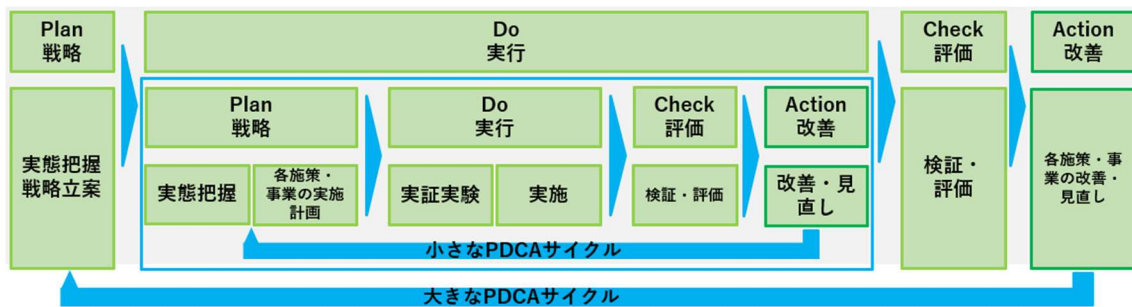 Plan
戦略
Do
実行
Check
評価
Action
改善
実態把握
戦略立案
Plan
戦略
Do
実行
Check
評価
Action
改善
実態把握
各施策・
事業の実施
計画
実証実験
実施
検証・評価
改善・見
直し
検証・
評価
各施策・事
業の改善・
見直し
小さなPDCAサイクル
大きなPDCAサイクル